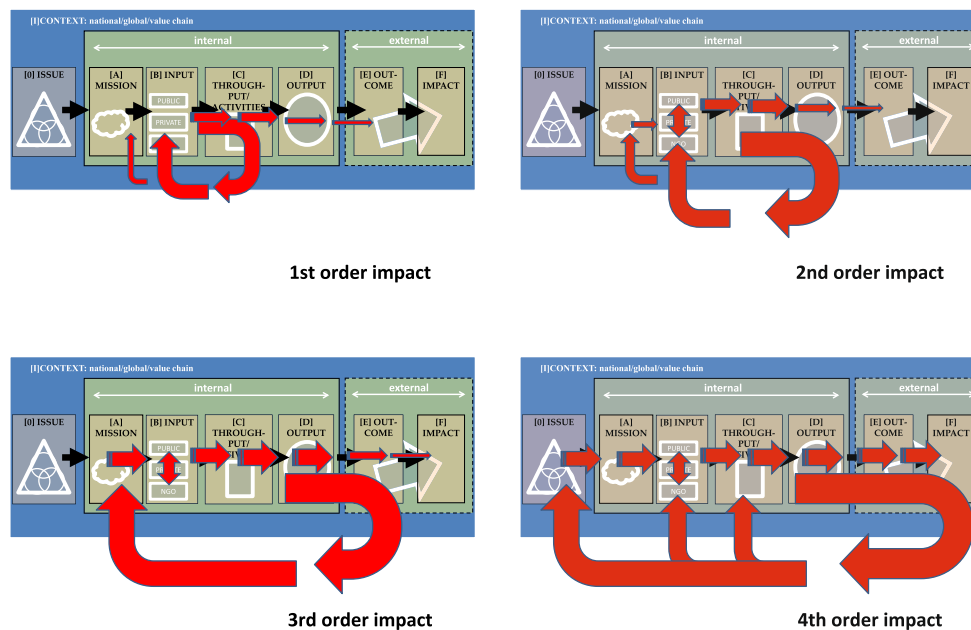 [I]CONTEXT: national/global/value chain
internal
external
[0] ISSUE
[A]
MISSION
[B] INPUT
[C]
THROUGH-
PUT/
ACTIVITIES
[D]
OUTPUT
[E] OUT-
COME
[F]
IMPACT
PUBLIC
PRIVATE
1st order impact
[I]CONTEXT: national/global/value chain
internal
external
[0] ISSUE
[A]
MISSION
[B] INPUT
[C]
THROUGH-
PUT/
[D]
OUTPUT
[E] OUT-
COME
[F]
IMPACT
PUBLIC
NGO
2nd order impact
[I]CONTEXT: national/global/value chain
internal
external
[0] ISSUE
[A]
MISSION
[B] INPUT
[C]
THROUGH-
PUT/
[D]
OUTPUT
[E] OUT-
COME
[F]
IMPACT
PUBLIC
NGO
3rd order impact
[I]CONTEXT: national/global/value chain
internal
external
[0] ISSUE
[A]
MISSION
[B] INPUT
[C]
THROUGH-
PUT/
[D]
OUTPUT
[E] OUT-
COME
[F]
IMPACT
PUBLIC
NGO
4th order impact